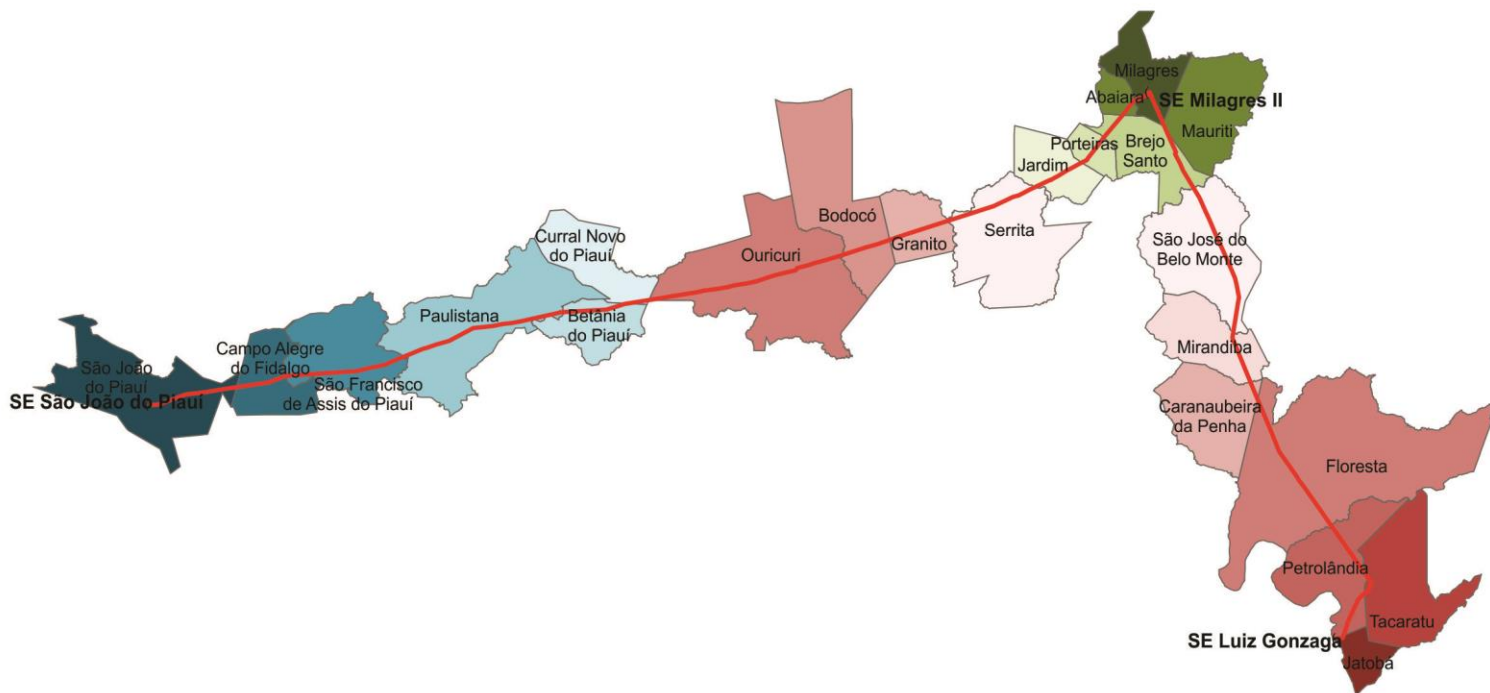 Milagres
Abaiara
SE Milagres II
Mauriti
Porteiras
Brejo
Santo
Jardim
Bodocó
Granito
Serrita
São José do
Belo Monte
Curral Novo
do Piauí
Ouricuri
Paulistana
Betânia
do Piauí
Campo Alegre
do Fidalgo
São João
do Piauí
São Francisco
de Assis do Piauí
SE São João do Piauí
Mirandiba
Caranaubeira
da Penha
Floresta
Petrolândia
Tacaratu
SE Luiz Gonzaga
Jatobá